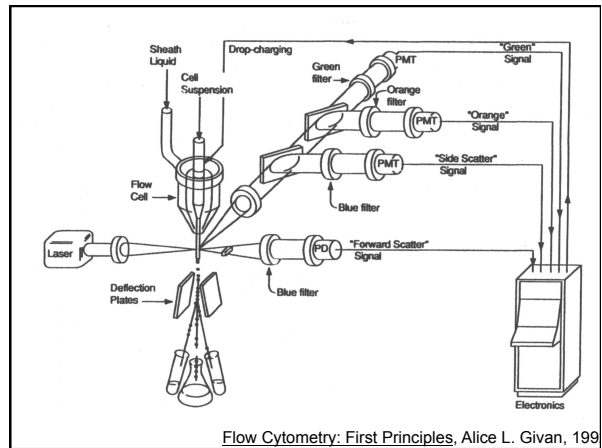 Sheath
Liquid
Drop-charging
Cell
Suspension
Green
filter
PMT
"Green"
Signal
Orange
filter
PMT
"Orange"
Signal
PMT
"Side Scatter"
Signal
Flow
Cell
Blue filter
Laser
PD
"Forward Scatter"
Signal
Deflection
Plates
Blue filter
Electronics
Flow Cytometry: First Principles, Alice L. Givan, 199